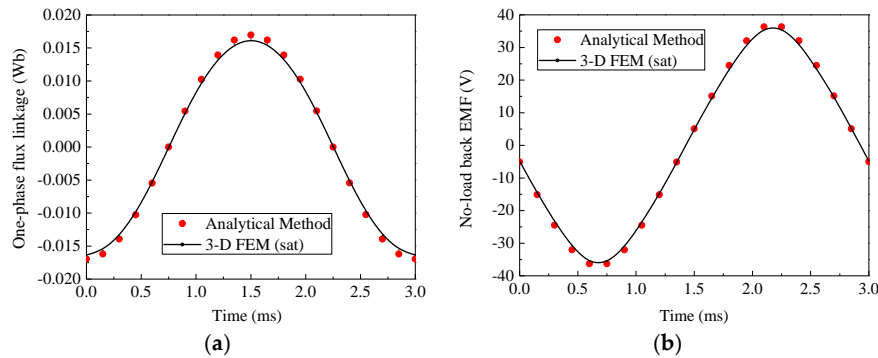 One-phase flux linkage (Wb)
0.020
0.015
0.010
0.005
0.000
-0.005
-0.010
-0.015
-0.020
Analytical Method
3-D FEM (sat)
0.0 0.5 1.0 1.5 2.0 2.5 3.0
Time (ms)
(a)
No-load back EMF (V)
40
30
20
10
0
-10
-20
-30
-40
Analytical Method
3-D FEM (sat)
0.0 0.5 1.0 1.5 2.0 2.5 3.0
Time (ms)
(b)